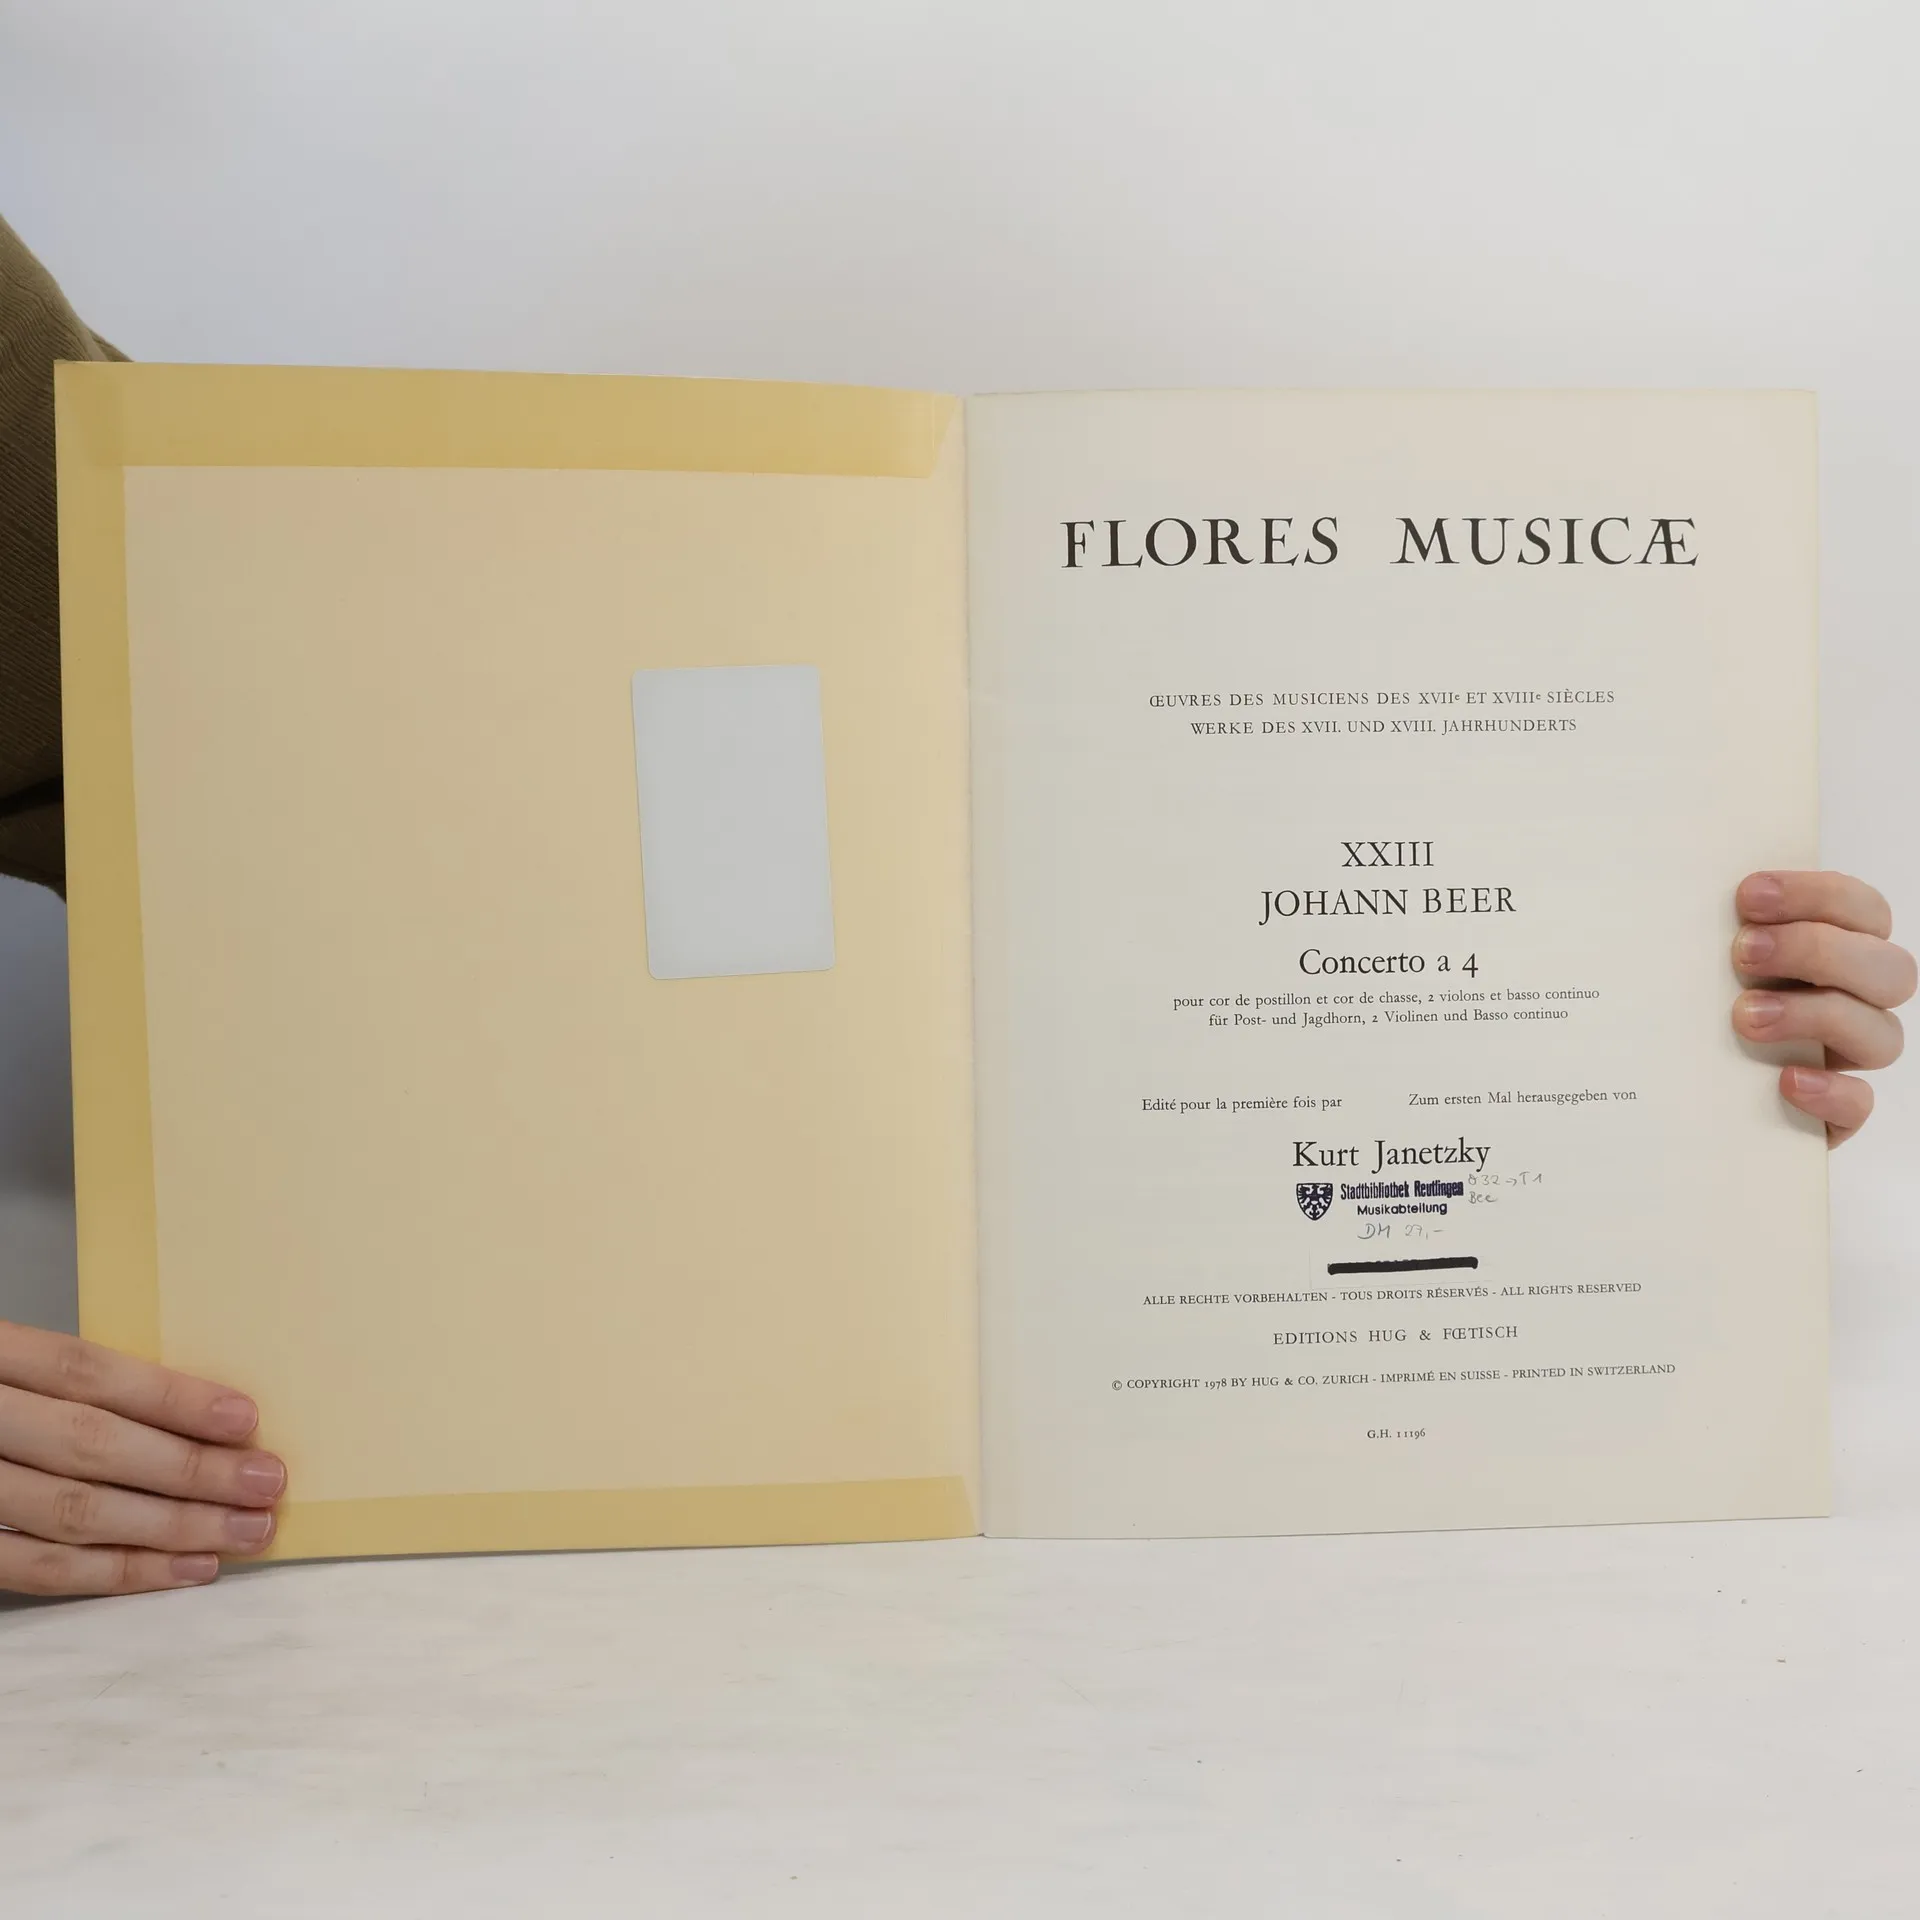 FLORES MUSICÆ
ŒUVRES DES MUSICIENS DES XVIIe ET XVIIIe SIÈCLES
WERKE DES XVII. UND XVIII. JAHRHUNDERTS
XXIII
JOHANN BEER
Concerto a 4
pour cor de postillon et cor de chasse, 2 violons et basso continuo
für Post- und Jagdhorn, 2 Violinen und Basso continuo
Edité pour la première fois par
Zum ersten Mal herausgegeben von
Kurt Janetzky
Stadtbibliothek Reutlingen
Musikabteilung
Bee
DM 27,-
ALLE RECHTE VORBEHALTEN - TOUS DROITS RÉSERVÉS - ALL RIGHTS RESERVED
EDITIONS HUG & FŒTISCH
© COPYRIGHT 1978 BY HUG & CO. ZURICH - IMPRIMÉ EN SUISSE - PRINTED IN SWITZERLAND
G.H. 11196